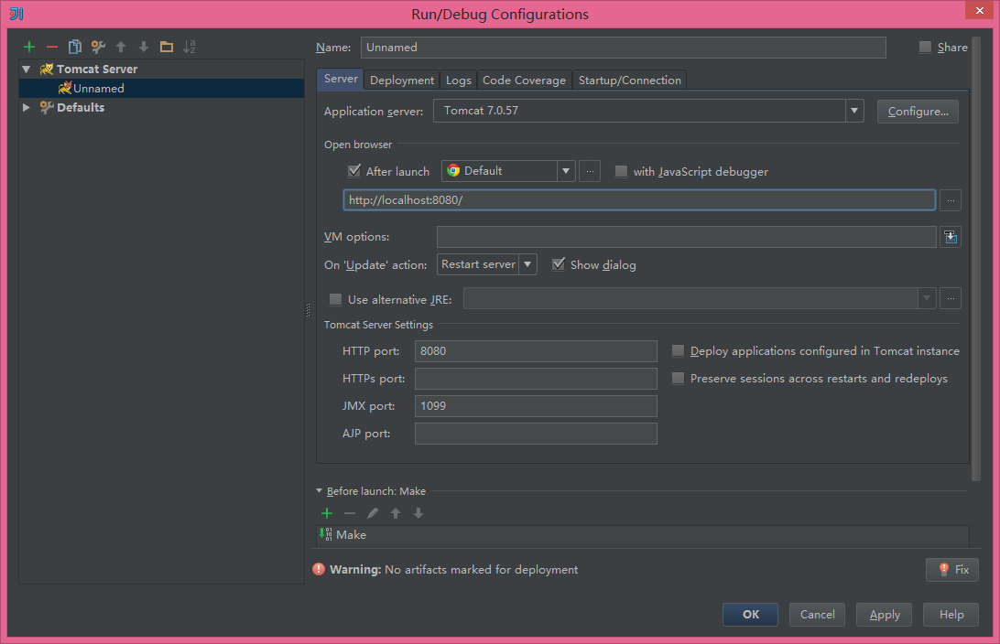 Run/Debug Configurations
Name: Unnamed Share
Tomcat Server
Unnamed
Defaults
Server Deployment Logs Code Coverage Startup/Connection
Application server: Tomcat 7.0.57 Configure...
Open browser
After launch Default ... with JavaScript debugger
http://localhost:8080/ ...
VM options:
On 'Update' action: Restart server Show dialog
Use alternative JRE: ...
Tomcat Server Settings
HTTP port: 8080 Deploy applications configured in Tomcat instance
HTTPs port: Preserve sessions across restarts and redeploys
JMX port: 1099
AJP port:
Before launch: Make
Make
Warning: No artifacts marked for deployment Fix
OK Cancel Apply Help